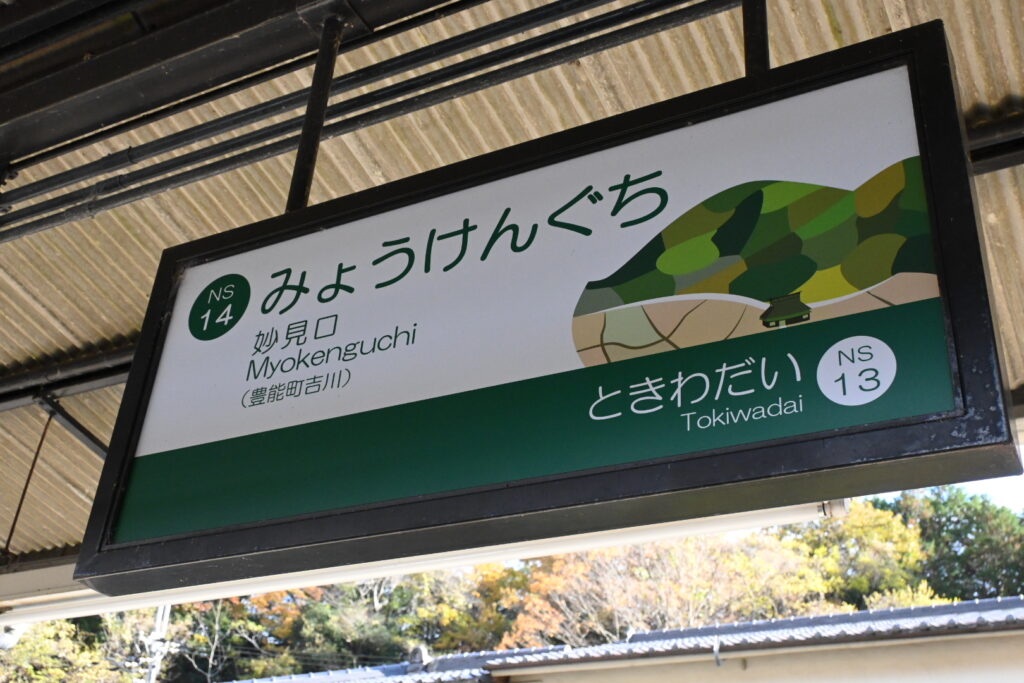 NS
14
みょうけんぐち
妙見口
Myokenguchi
(豊能町吉川)
ときわだい
Tokiwadai
NS
13